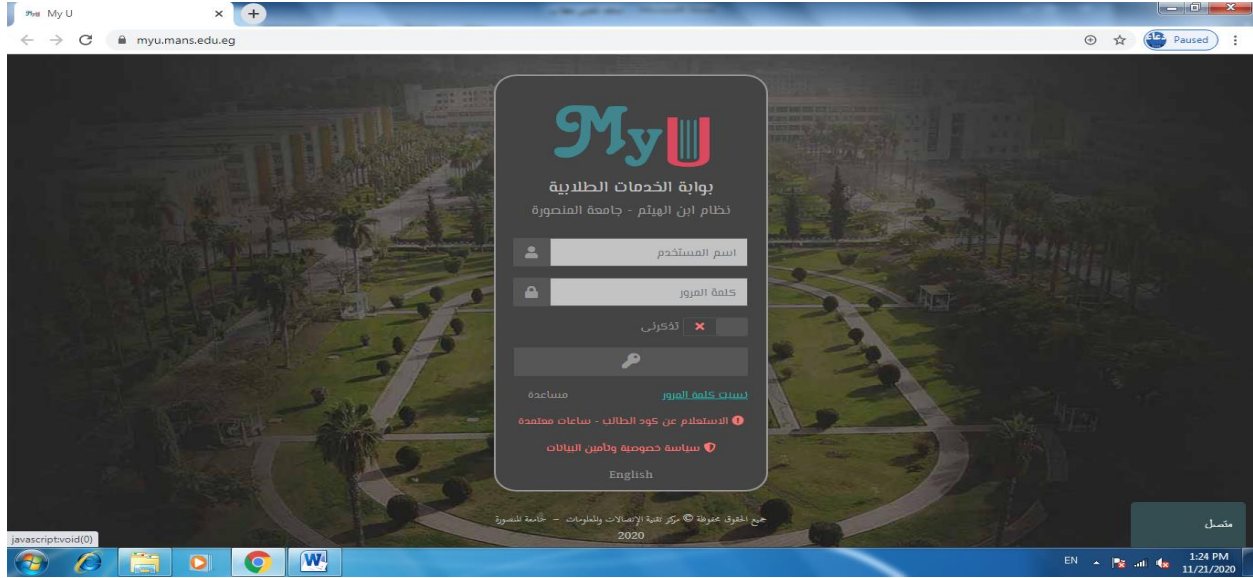 My U
myu.mans.edu.eg
Paused
MyU
بوابة الخدمات الطلابية
نظام ابن الهيثم - جامعة المنصورة
اسم المستخدم
كلمة المرور
تذكرنى
نسيت كلمة المرور
مساعدة
الاستعلام عن كود الطالب - ساعات معتمدة
سياسة خصوصية وتأمين البيانات
English
جميع الحقوق محفوظة © مركز تقنية الإتصالات والمعلومات – جامعة المنصورة
2020
متصل
javascript:void(0)
EN
1:24 PM
11/21/2020